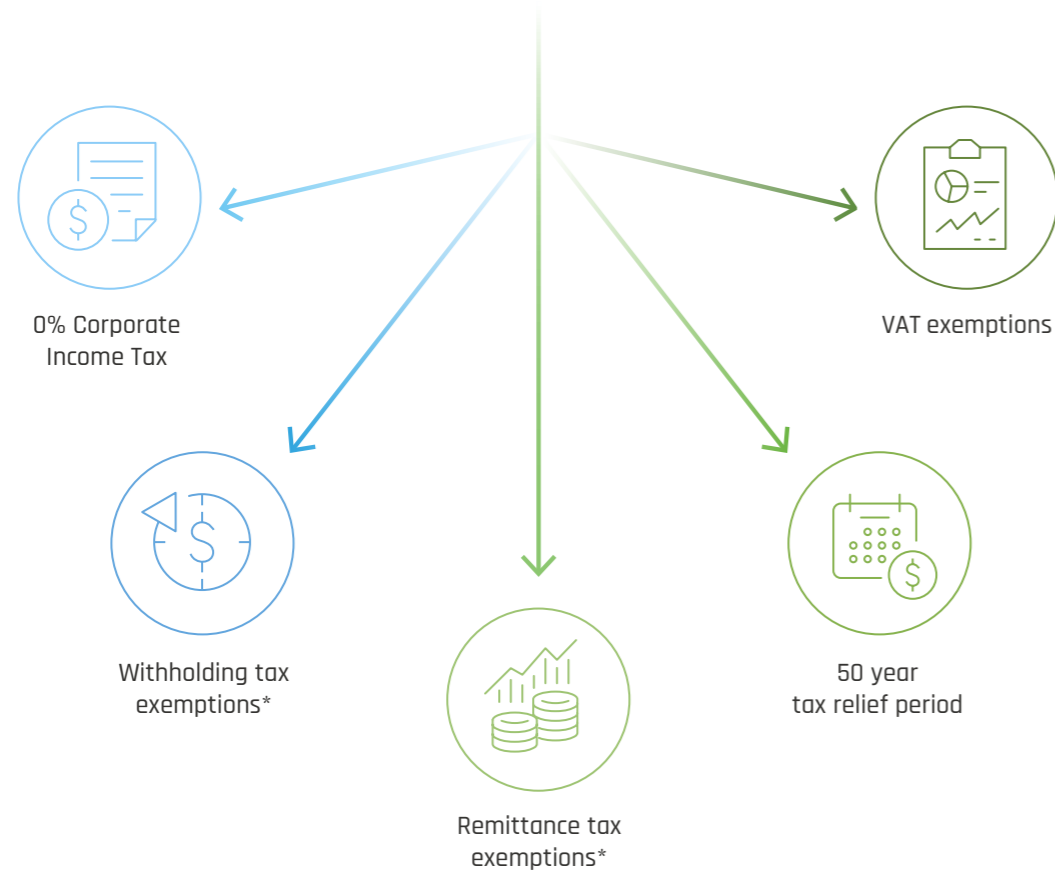 0% Corporate
Income Tax
VAT exemptions
Withholding tax
exemptions*
50 year
tax relief period
Remittance tax
exemptions*